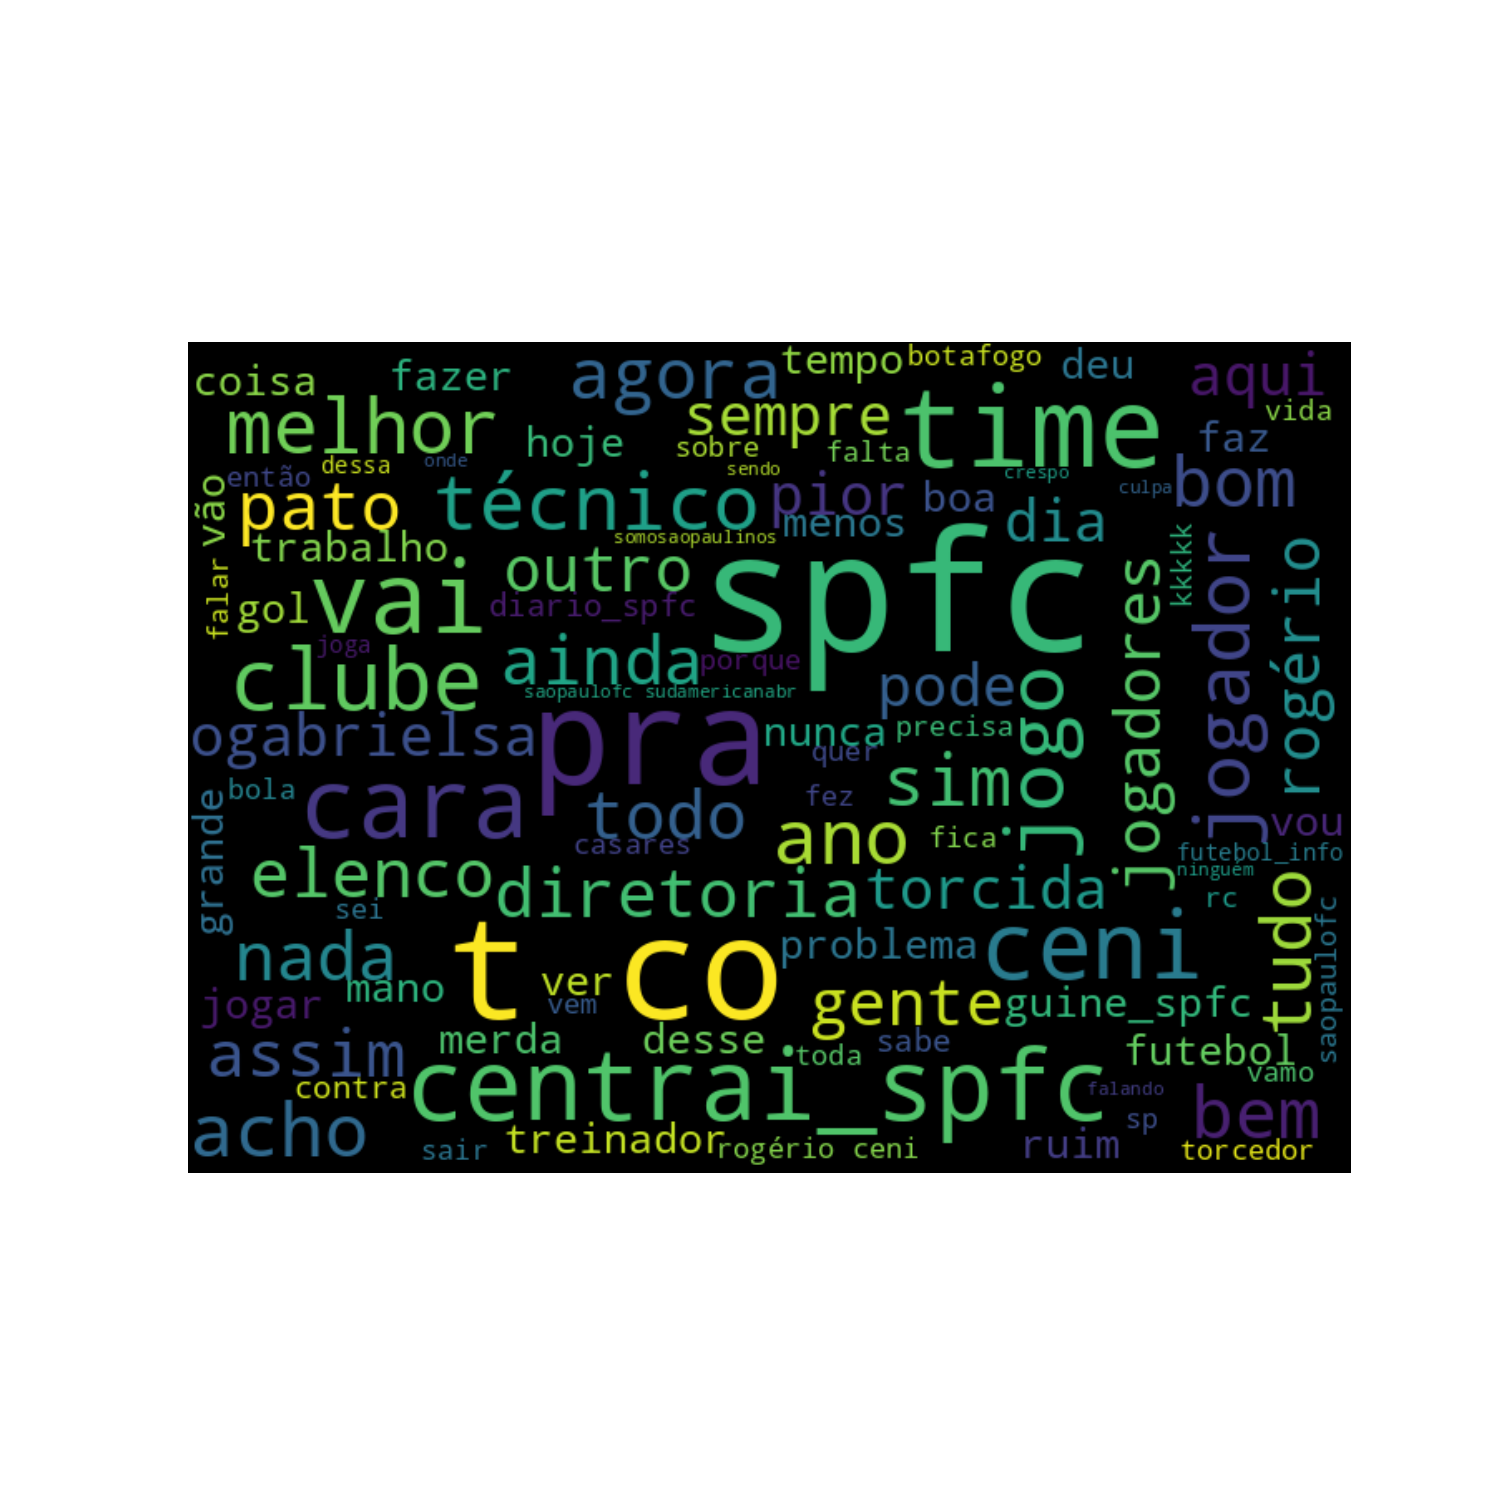 coisa
fazer
agora
tempo
botafogo
deu
aqui
vida
melhor
hoje
sempre
sobre
falta
time
faz
então
dessa
onde
sendo
crespo
culpa
bom
vão
pato
técnico
pior
menos
boa
dia
trabalho
somosaopaulinos
outro
spfc
kkkkk
falar
gol
vai
diario_spfc
jogadores
jogador
rogério
joga
clube
ainda
porque
saopaulofc sudamericanabr
pode
jogo
ogabrielsa
pra
nunca
quer
precisa
bola
cara
todo
fez
sim
grande
casares
ano
fica
vou
futebol_info
ninguém
elenco
diretoria
torcida
rc
sei
tudo
saopaulofc
nada
mano
t co
ver
vem
problema
ceni
jogar
gente
guine_spfc
assim
merda
desse
toda
sabe
futebol
vamo
contra
centrai_spfc
falando
bem
acho
sair
treinador
rogério ceni
ruim
sp
torcedor